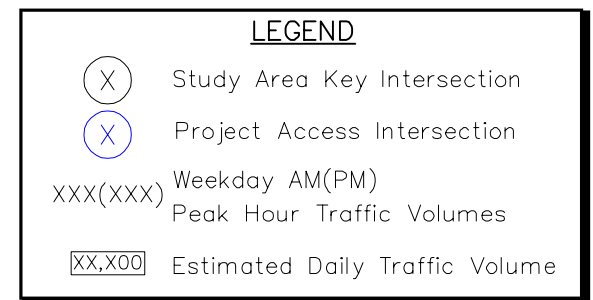 LEGEND
X Study Area Key Intersection
X Project Access Intersection
XXX(XXX) Weekday AM(PM)
Peak Hour Traffic Volumes
XX,X00 Estimated Daily Traffic Volume